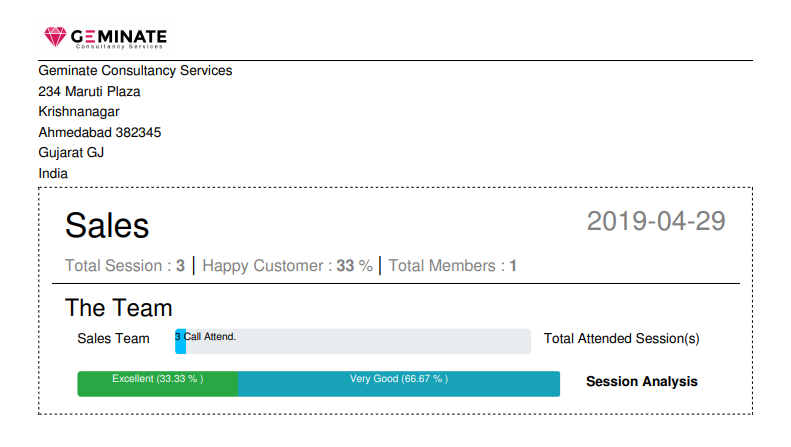 GEMINATE
Consultancy Services
Geminate Consultancy Services
234 Maruti Plaza
Krishnanagar
Ahmedabad 382345
Gujarat GJ
India
Sales
2019-04-29
Total Session : 3 | Happy Customer : 33 % | Total Members : 1
The Team
Sales Team 3 Call Attend. Total Attended Session(s)
Excellent (33.33 % ) Very Good (66.67 % ) Session Analysis